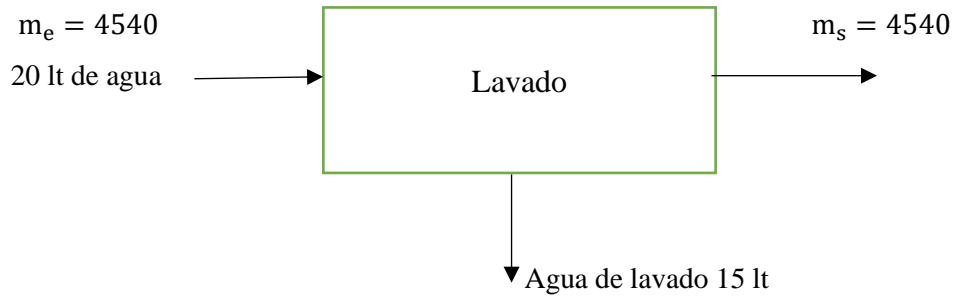 mₑ = 4540
mₛ = 4540
20 lt de agua
Lavado
Agua de lavado 15 lt